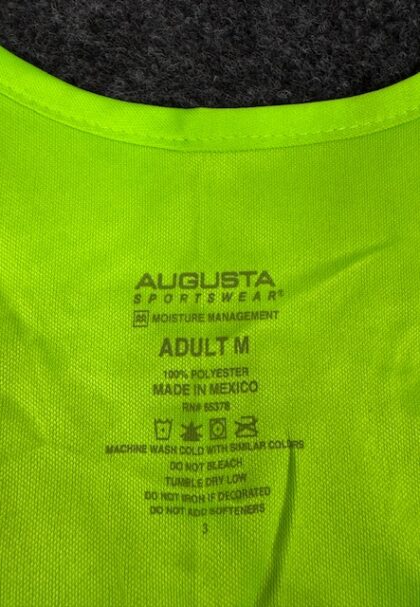 AUGUSTA
SPORTSWEAR®
MOISTURE MANAGEMENT
ADULT M
100% POLYESTER
MADE IN MEXICO
RN# 65378
MACHINE WASH COLD WITH SIMILAR COLORS
DO NOT BLEACH
TUMBLE DRY LOW
DO NOT IRON IF DECORATED
DO NOT ADD SOFTENERS
3